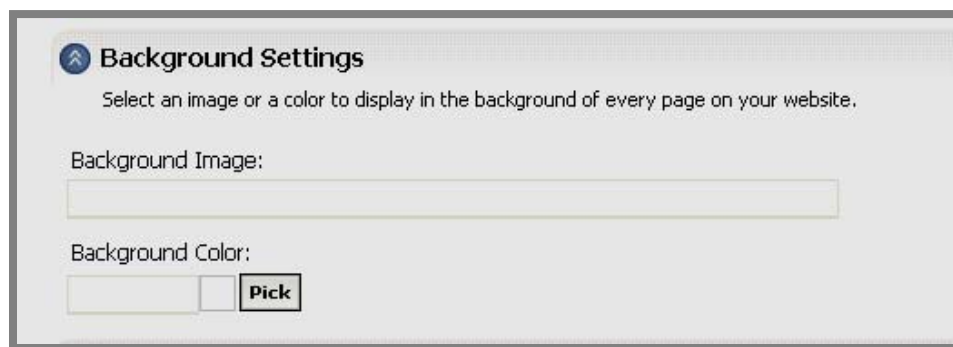 Background Settings
Select an image or a color to display in the background of every page on your website.
Background Image:
Background Color:
Pick